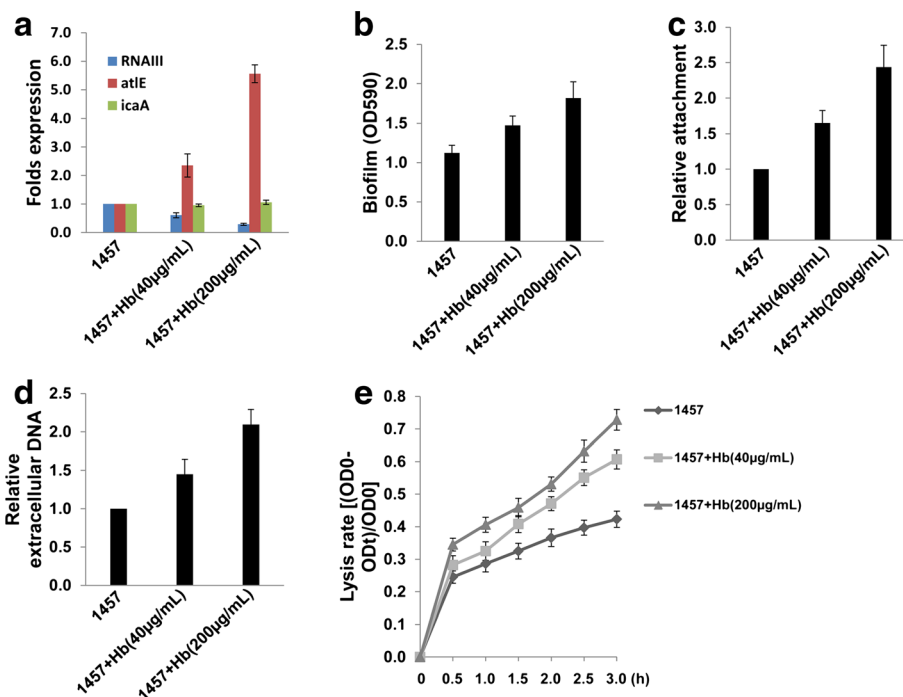 a
Folds expression
7.0
6.0
5.0
4.0
3.0
2.0
1.0
0.0
RNAIII
atlE
icaA
1457
1457+Hb(40µg/mL)
1457+Hb(200µg/mL)
b
Biofilm (OD590)
2.5
2.0
1.5
1.0
0.5
0.0
1457
1457+Hb(40µg/mL)
1457+Hb(200µg/mL)
c
Relative attachment
3.0
2.5
2.0
1.5
1.0
0.5
0.0
1457
1457+Hb(40µg/mL)
1457+Hb(200µg/mL)
d
Relative
extracellular DNA
2.5
2.0
1.5
1.0
0.5
0.0
1457
1457+Hb(40µg/mL)
1457+Hb(200µg/mL)
e
Lysis rate [(OD0-
ODt)/OD0]
0.8
0.7
0.6
0.5
0.4
0.3
0.2
0.1
0.0
0 0.5 1.0 1.5 2.0 2.5 3.0 (h)
1457
1457+Hb(40µg/mL)
1457+Hb(200µg/mL)